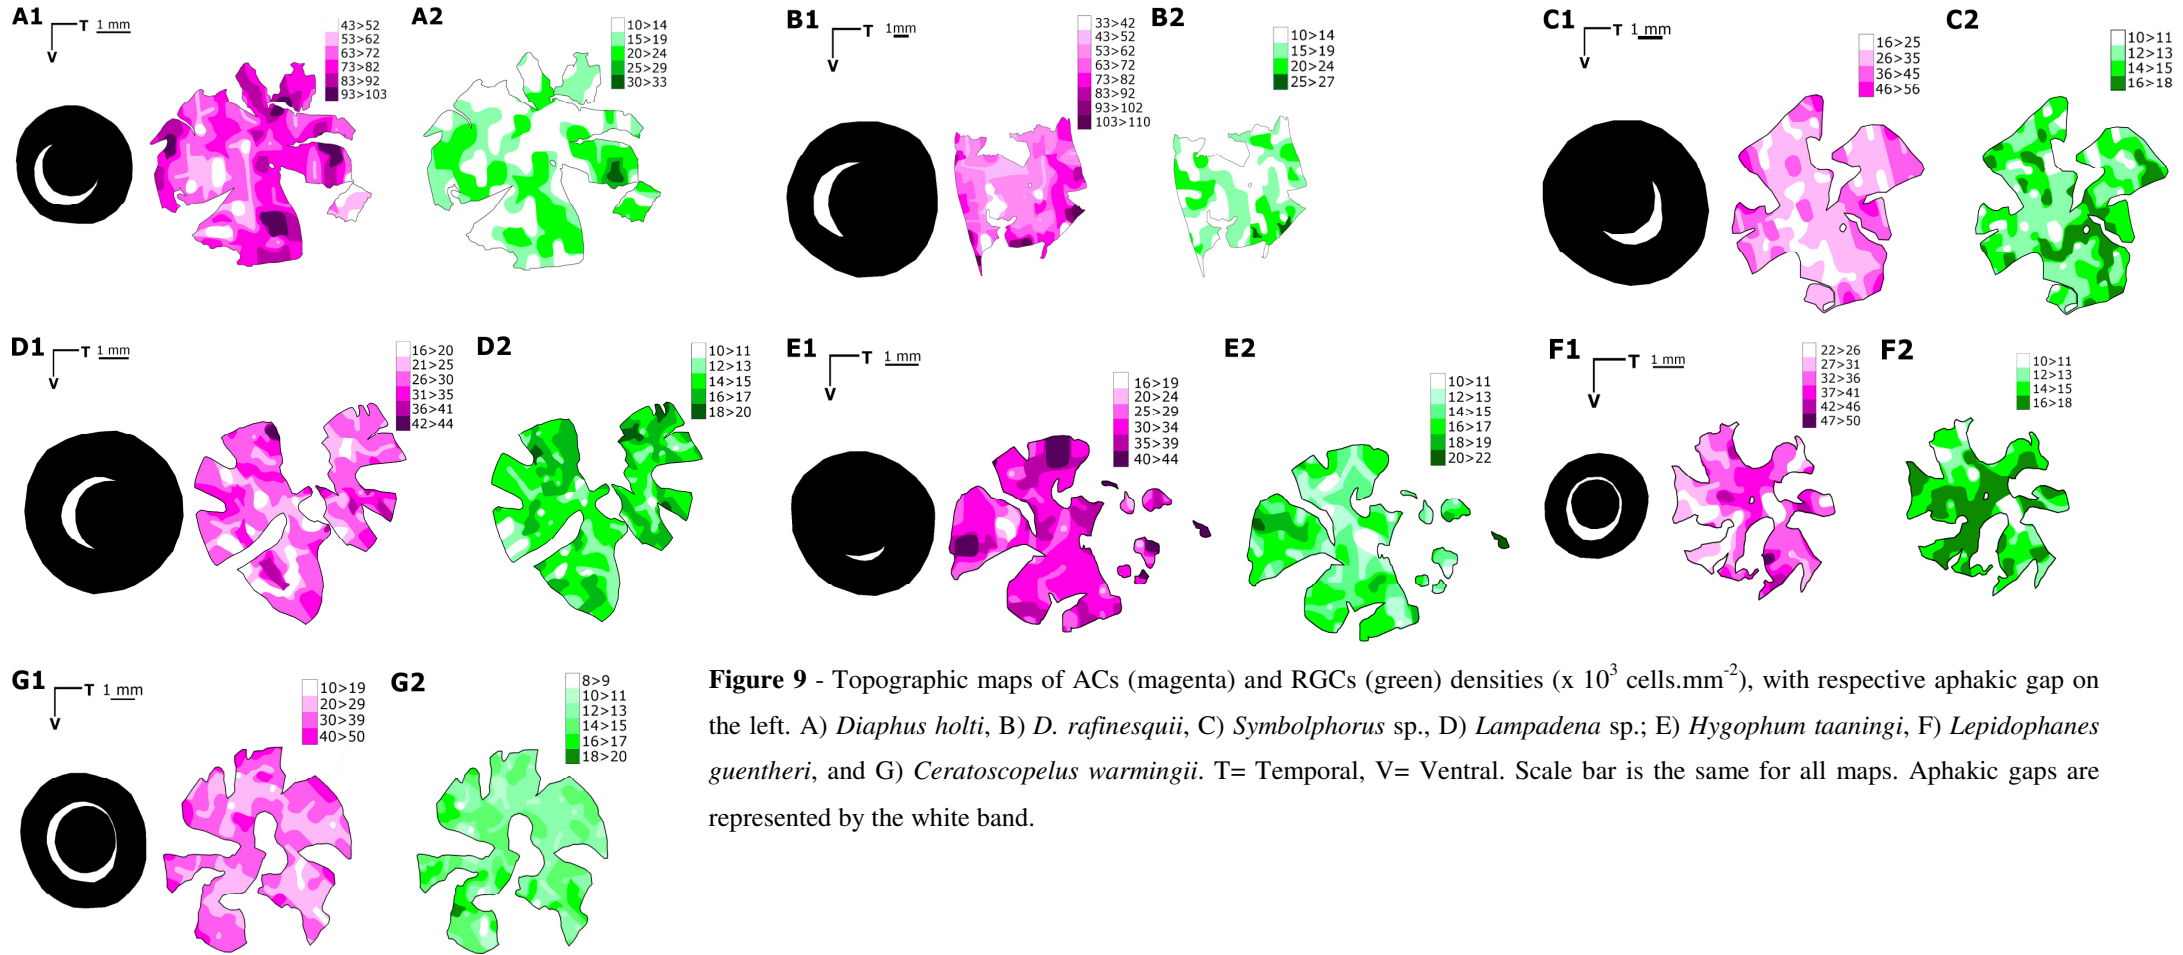 A1
T 1 mm
V
43>52
53>62
63>72
73>82
83>92
93>103
A2
10>14
15>19
20>24
25>29
30>33
B1
T 1mm
V
33>42
43>52
53>62
63>72
73>82
83>92
93>102
103>110
B2
10>14
15>19
20>24
25>27
C1
T 1 mm
V
16>25
26>35
36>45
46>56
C2
10>11
12>13
14>15
16>18
D1
T 1 mm
V
16>20
21>25
26>30
31>35
36>41
42>44
D2
10>11
12>13
14>15
16>17
18>20
E1
T 1 mm
V
16>19
20>24
25>29
30>34
35>39
40>44
E2
10>11
12>13
14>15
16>17
18>19
20>22
F1
T 1 mm
V
22>26
27>31
32>36
37>41
42>46
47>50
F2
10>11
12>13
14>15
16>18
G1
T 1 mm
V
10>19
20>29
30>39
40>50
G2
8>9
10>11
12>13
14>15
16>17
18>20
Figure 9 - Topographic maps of ACs (magenta) and RGCs (green) densities (x 10³ cells.mm⁻²), with respective aphakic gap on
the left. A) Diaphus holti, B) D. rafinesquii, C) Symbolphorus sp., D) Lampadena sp.; E) Hygophum taaningi, F) Lepidophanes
guentheri, and G) Ceratoscopelus warmingii. T= Temporal, V= Ventral. Scale bar is the same for all maps. Aphakic gaps are
represented by the white band.